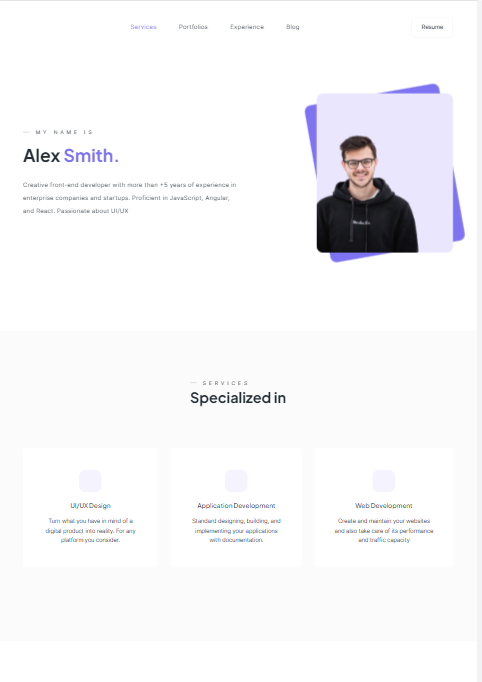 Services Portfolios Experience Blog Resume
MY NAME IS
Alex Smith.
Creative front-end developer with more than +5 years of experience in
enterprise companies and startups. Proficient in JavaScript, Angular,
and React. Passionate about UI/UX
SERVICES
Specialized in
UI/UX Design
Turn what you have in mind of a
digital product into reality. For any
platform you consider.
Application Development
Standard designing, building, and
implementing your applications
with documentation.
Web Development
Create and maintain your websites
and also take care of its performance
and traffic capacity